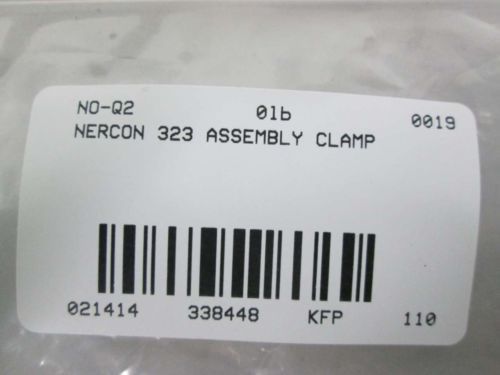 NO-Q2 01b 0019
NERCON 323 ASSEMBLY CLAMP
021414 338448 KFP 110